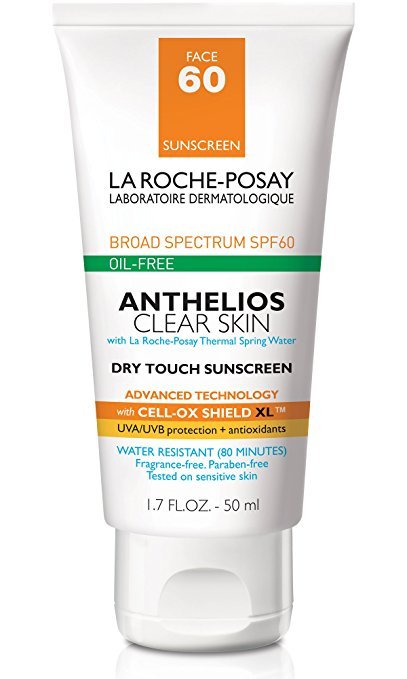 FACE
60
SUNSCREEN
LA ROCHE-POSAY
LABORATOIRE DERMATOLOGIQUE
BROAD SPECTRUM SPF60
OIL-FREE
ANTHELIOS
CLEAR SKIN
with La Roche-Posay Thermal Spring Water
DRY TOUCH SUNSCREEN
ADVANCED TECHNOLOGY
with CELL-OX SHIELD XL™
UVA/UVB protection + antioxidants
WATER RESISTANT (80 MINUTES)
Fragrance-free. Paraben-free
Tested on sensitive skin
1.7 FL.OZ. - 50 ml